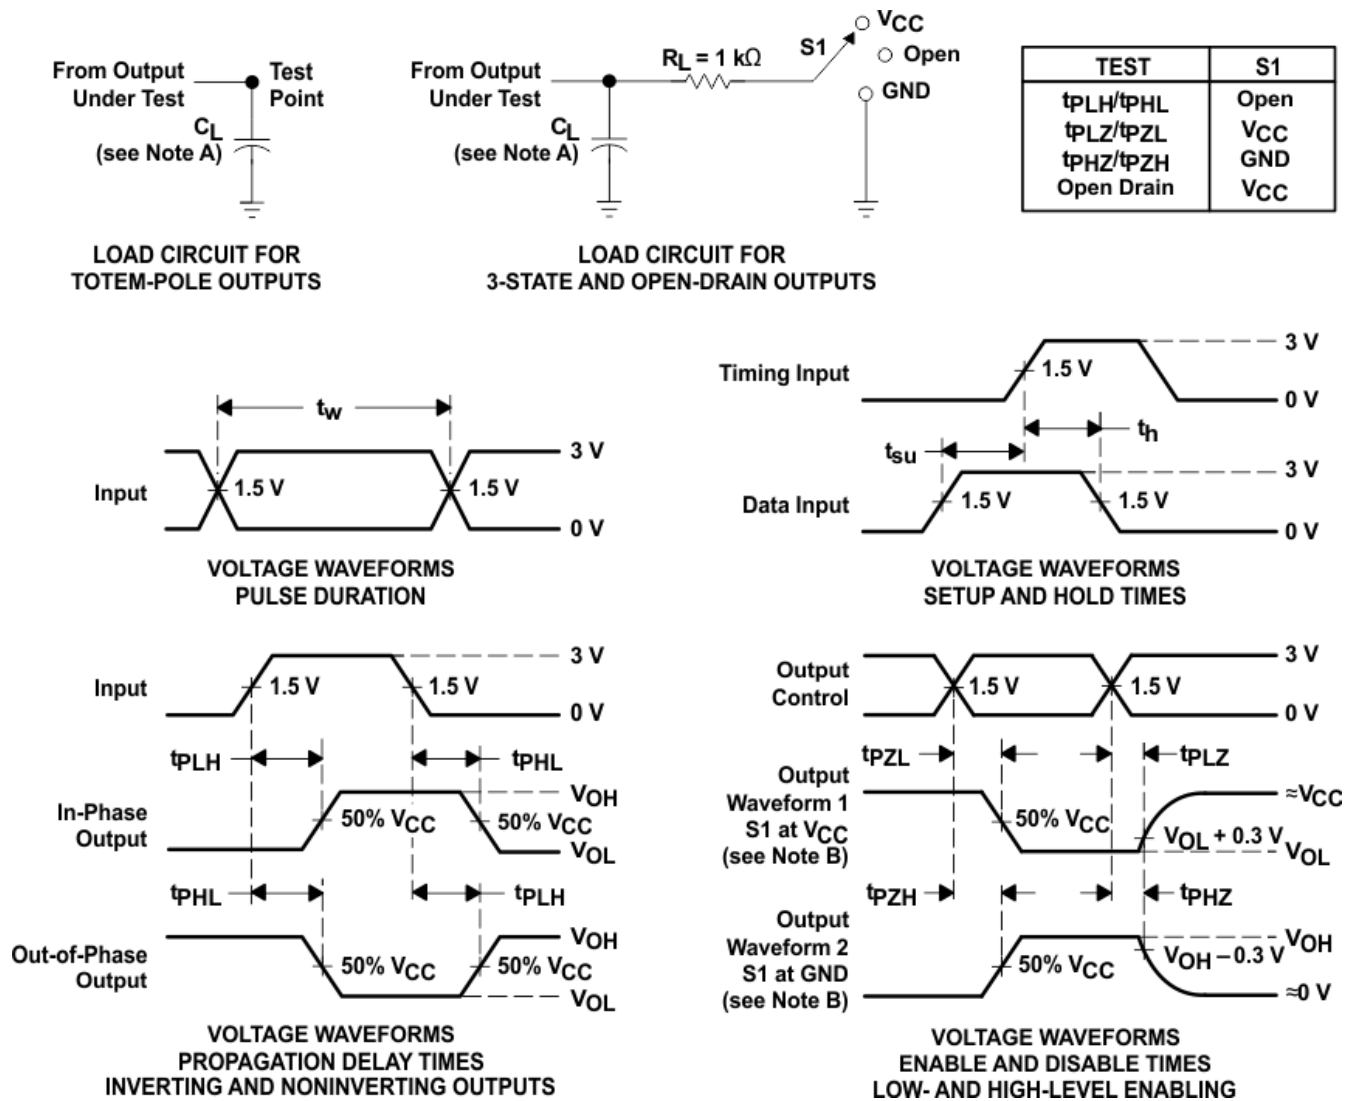 From Output
Under Test
Test
Point
CL
(see Note A)
LOAD CIRCUIT FOR
TOTEM-POLE OUTPUTS
From Output
Under Test
RL = 1 kΩ
S1
VCC
Open
GND
CL
(see Note A)
LOAD CIRCUIT FOR
3-STATE AND OPEN-DRAIN OUTPUTS
TEST S1
tPLH/tPHL Open
tPLZ/tPZL VCC
tPHZ/tPZH GND
Open Drain VCC
tw
Input
1.5 V
1.5 V
3 V
0 V
VOLTAGE WAVEFORMS
PULSE DURATION
Timing Input
1.5 V
3 V
0 V
th
tsu
Data Input
1.5 V
1.5 V
3 V
0 V
VOLTAGE WAVEFORMS
SETUP AND HOLD TIMES
Input
1.5 V
1.5 V
3 V
0 V
tPLH
tPHL
In-Phase
Output
50% VCC
50% VCC
VOH
VOL
tPHL
tPLH
Out-of-Phase
Output
50% VCC
50% VCC
VOH
VOL
VOLTAGE WAVEFORMS
PROPAGATION DELAY TIMES
INVERTING AND NONINVERTING OUTPUTS
Output
Control
1.5 V
1.5 V
3 V
0 V
tPZL
tPLZ
Output
Waveform 1
S1 at VCC
(see Note B)
50% VCC
VOL + 0.3 V
≈VCC
VOL
tPZH
tPHZ
Output
Waveform 2
S1 at GND
(see Note B)
50% VCC
VOH − 0.3 V
VOH
≈0 V
VOLTAGE WAVEFORMS
ENABLE AND DISABLE TIMES
LOW- AND HIGH-LEVEL ENABLING